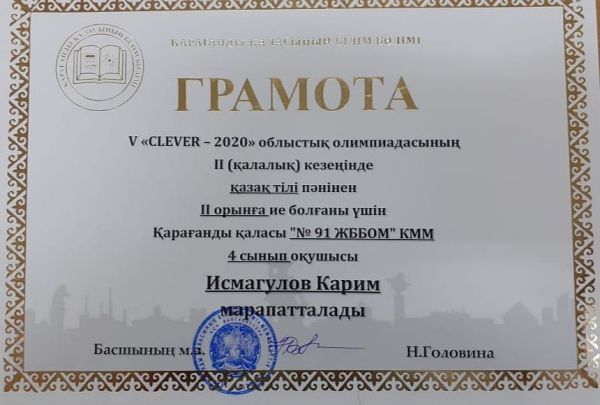 ҚАРАҒАНДЫ ҚАЛАСЫНЫҢ БІЛІМ БӨЛІМІ
ГРАМОТА
V «CLEVER – 2020» облыстық олимпиадасының
II (қалалық) кезеңінде
қазақ тілі пәнінен
II орынға ие болғаны үшін
Қарағанды қаласы "№ 91 ЖББОМ" КММ
4 сынып оқушысы
Исмагулов Карим
марапатталады
Басшының м.а.
Н.Головина